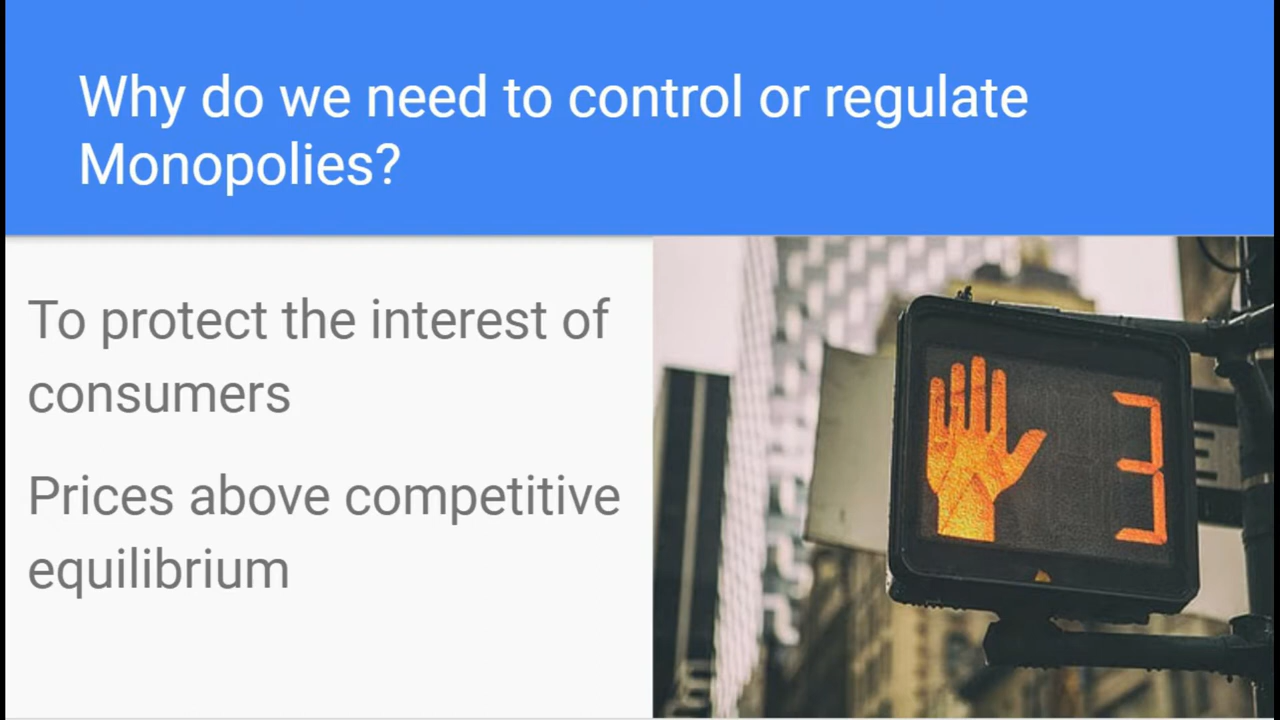 Why do we need to control or regulate
Monopolies?
To protect the interest of
consumers
Prices above competitive
equilibrium
3